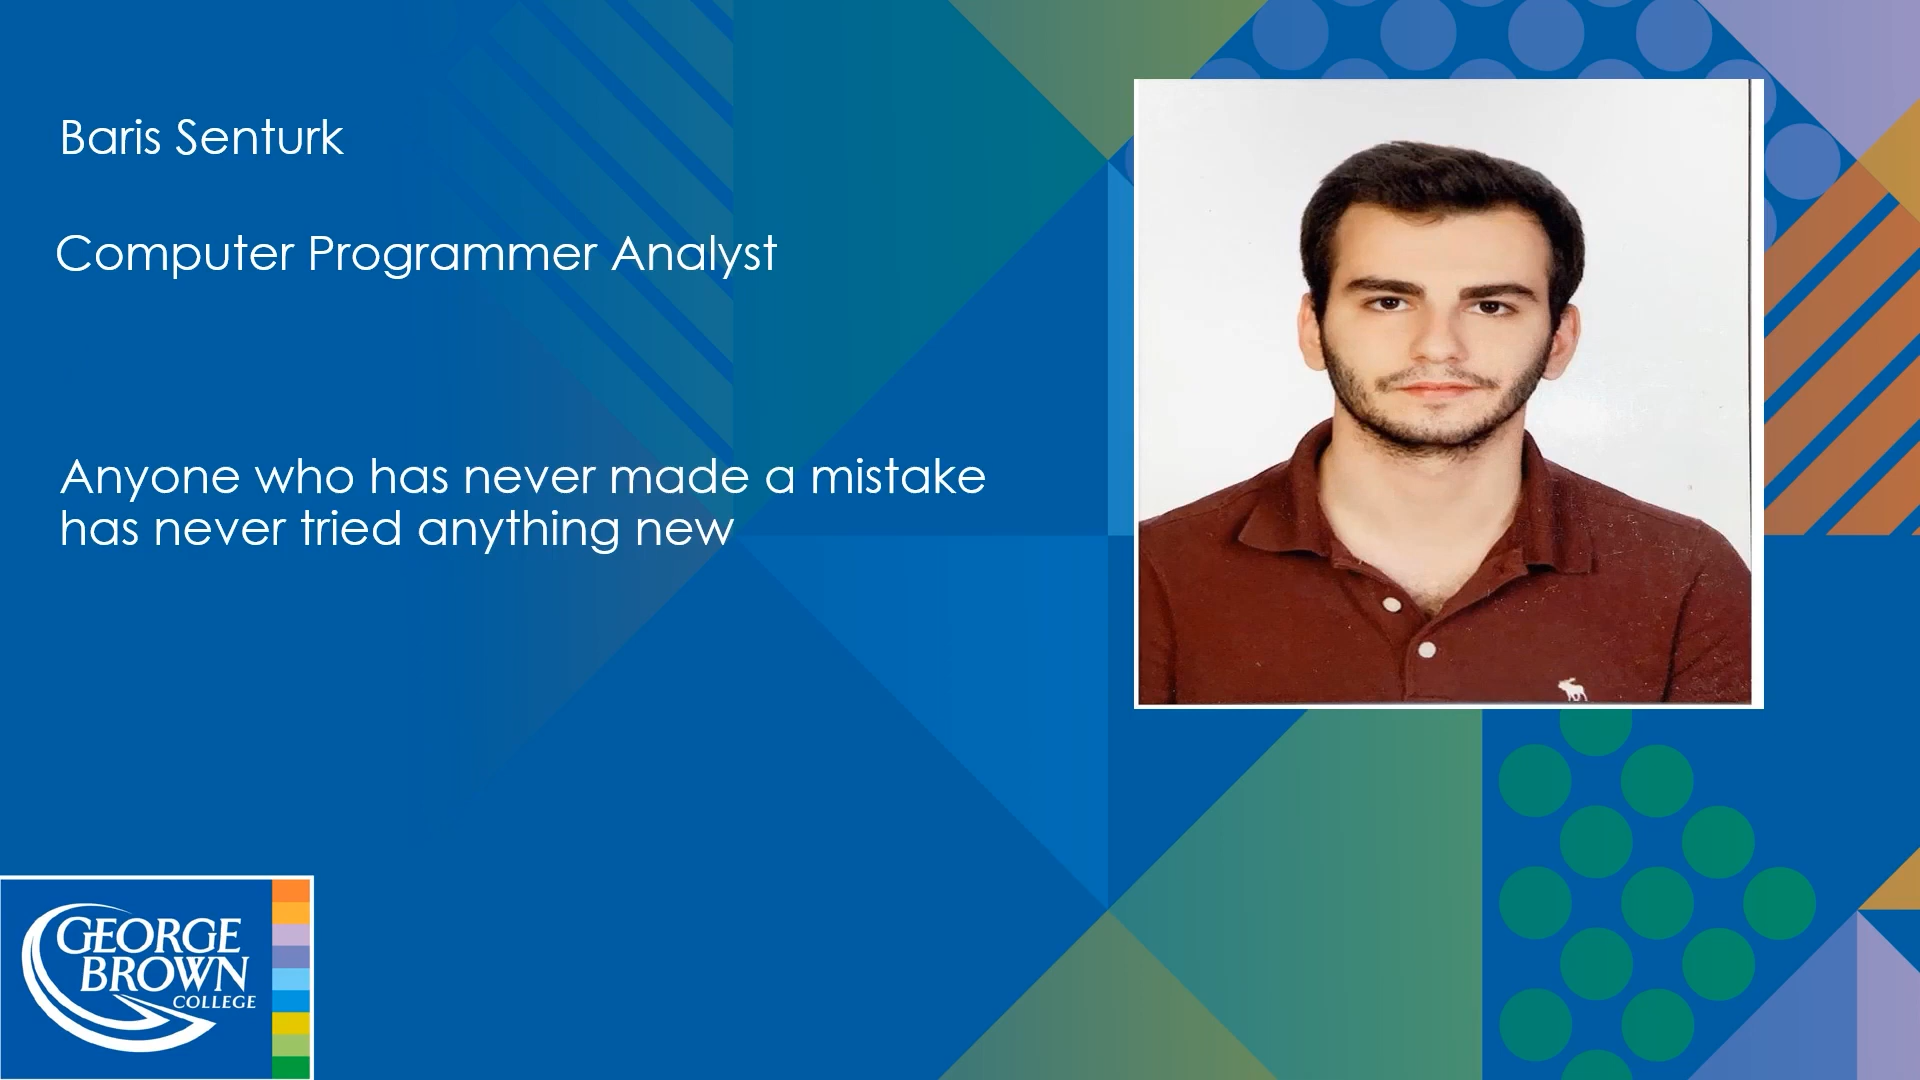 Baris Senturk
Computer Programmer Analyst
Anyone who has never made a mistake
has never tried anything new
GEORGE
BROWN
COLLEGE